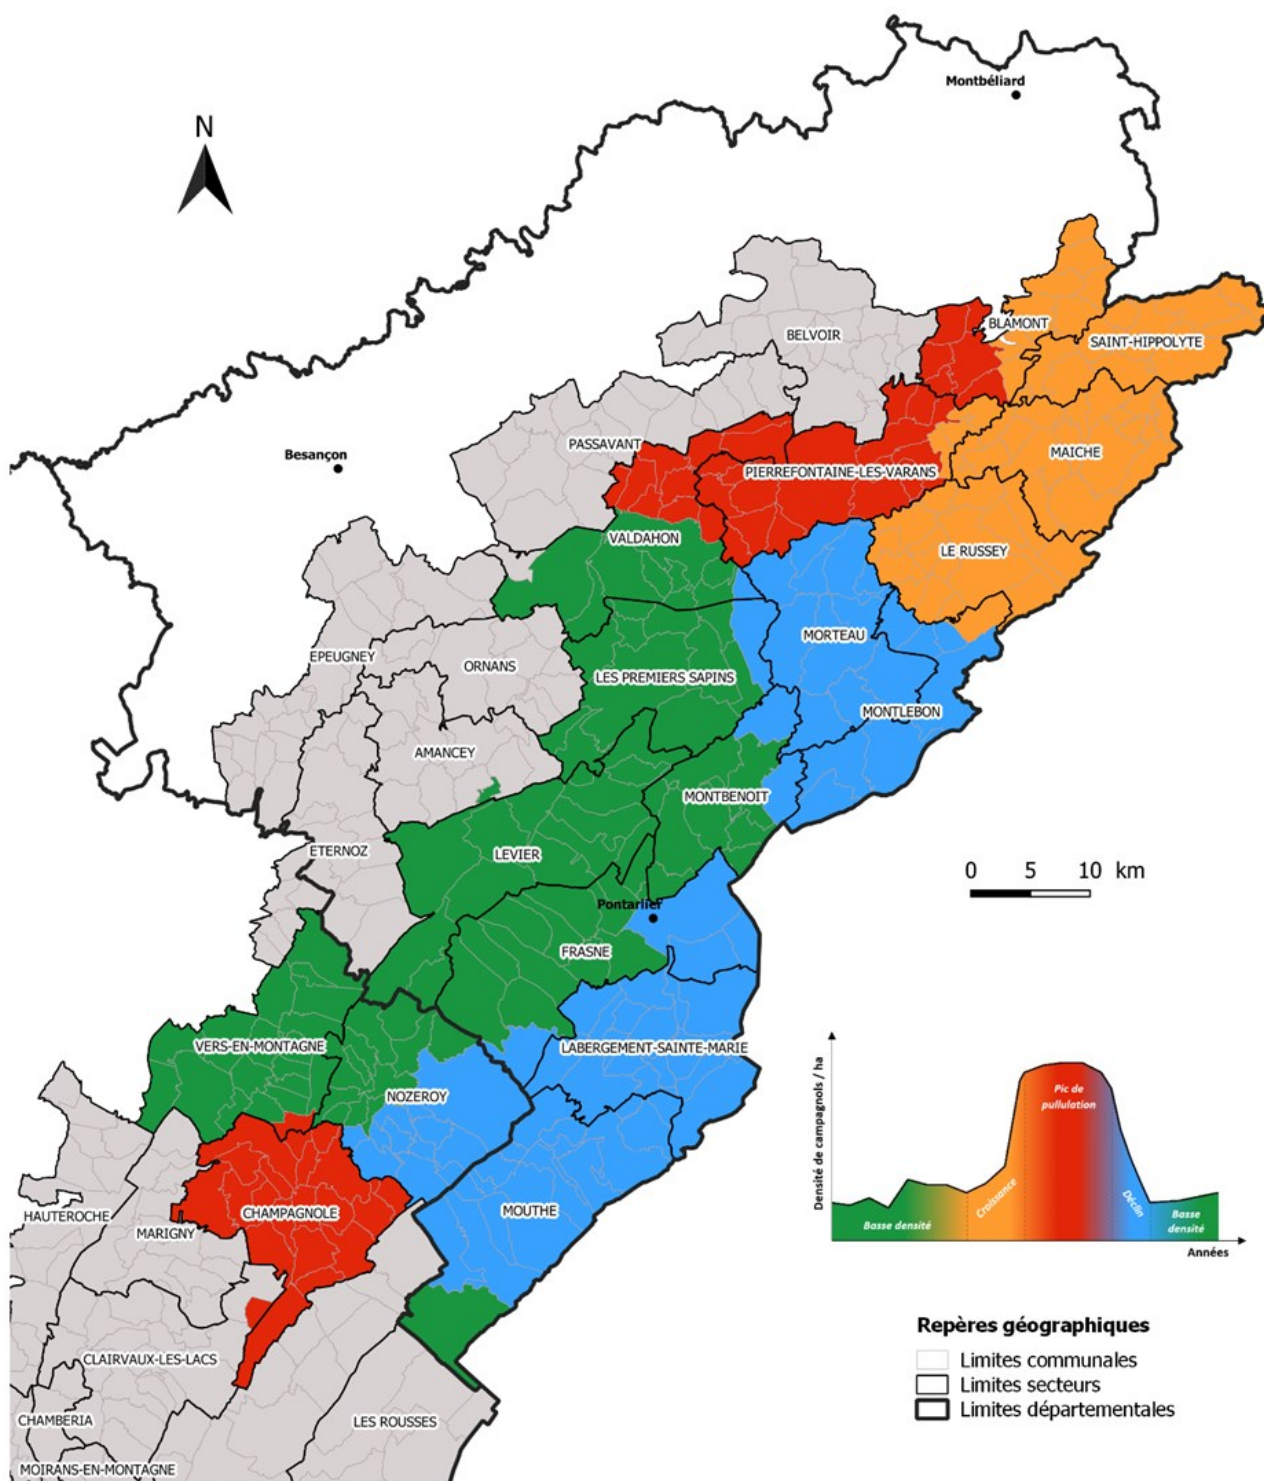 Montbéliard
N
BELVOIR
BLAMONT
SAINT-HIPPOLYTE
PASSAVANT
Besançon
MAICHE
PIERREFONTAINE-LES-VARANS
VALDAHON
LE RUSSEY
MORTEAU
EPEUGNEY
ORNANS
LES PREMIERS SAPINS
MONTLEBON
AMANCEY
MONTBENOIT
ETERNOZ
LEVIER
0 5 10 km
Pontarlier
FRASNE
VERS-EN-MONTAGNE
LABERGEMENT-SAINTE-MARIE
NOZEROY
Densité de campagnols / ha
Pic de
pullulation
Croissance
Déclin
Basse densité
Basse
densité
Années
HAUTEROCHE
CHAMPAGNOLE
MOUTHE
MARIGNY
Repères géographiques
Limites communales
Limites secteurs
Limites départementales
CLAIRVAUX-LES-LACS
CHAMBERIA
LES ROUSSES
MOIRANS-EN-MONTAGNE